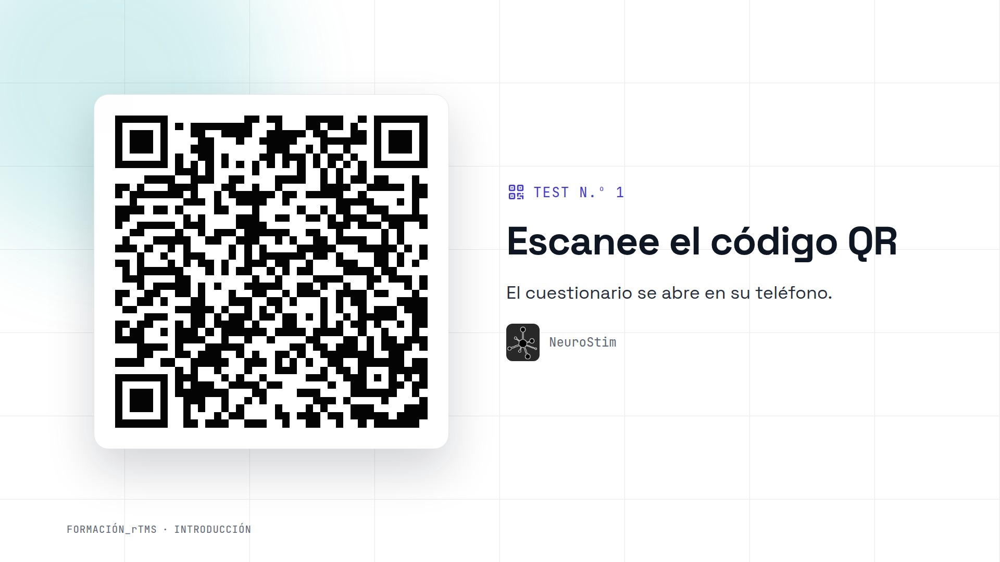 TEST N.º 1
Escanee el código QR
El cuestionario se abre en su teléfono.
NeuroStim
FORMACIÓN_rTMS · INTRODUCCIÓN